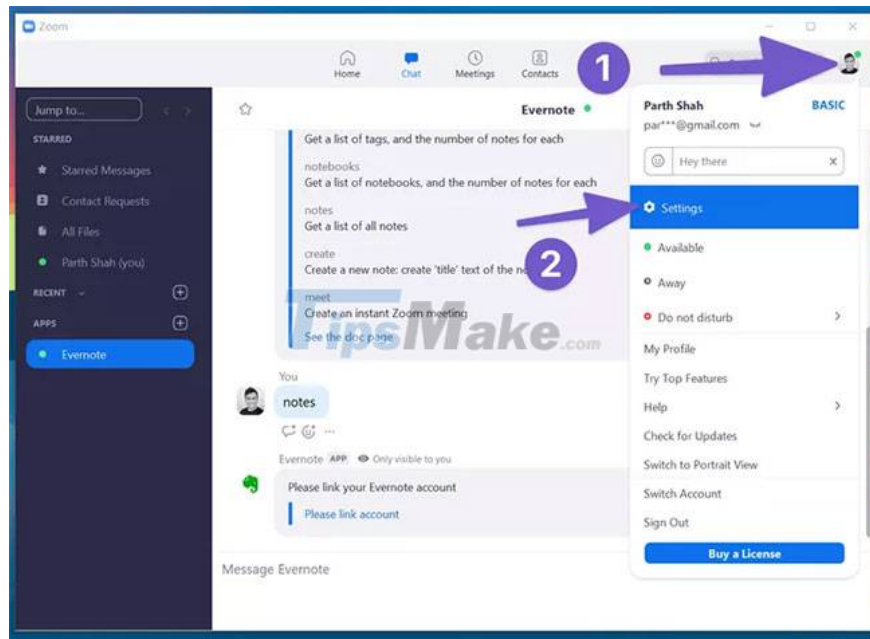 Zoom
Home
Chat
Meetings
Contacts
1
Jump to...
STARRED
Starred Messages
Contact Requests
All Files
Parth Shah (you)
RECENT
APPS
Evernote
Evernote
Get a list of tags, and the number of notes for each
notebooks
Get a list of notebooks, and the number of notes for each
notes
Get a list of all notes
create
Create a new note: create 'title' text of the
2
meet
Create an instant Zoom meeting
See the doc page
TipsMake.com
You
notes
Evernote APP Only visible to you
Please link your Evernote account
Please link account
Message Evernote
Parth Shah
BASIC
par***@gmail.com
Hey there
Settings
Available
Away
Do not disturb
My Profile
Try Top Features
Help
Check for Updates
Switch to Portrait View
Switch Account
Sign Out
Buy a License